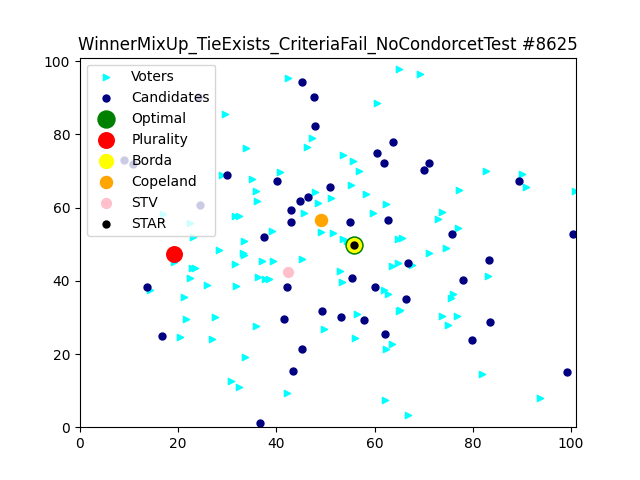 WinnerMixUp_TieExists_CriteriaFail_NoCondorcetTest #8625
100
80
60
40
20
0
0
20
40
60
80
100
Voters
Candidates
Optimal
Plurality
Borda
Copeland
STV
STAR